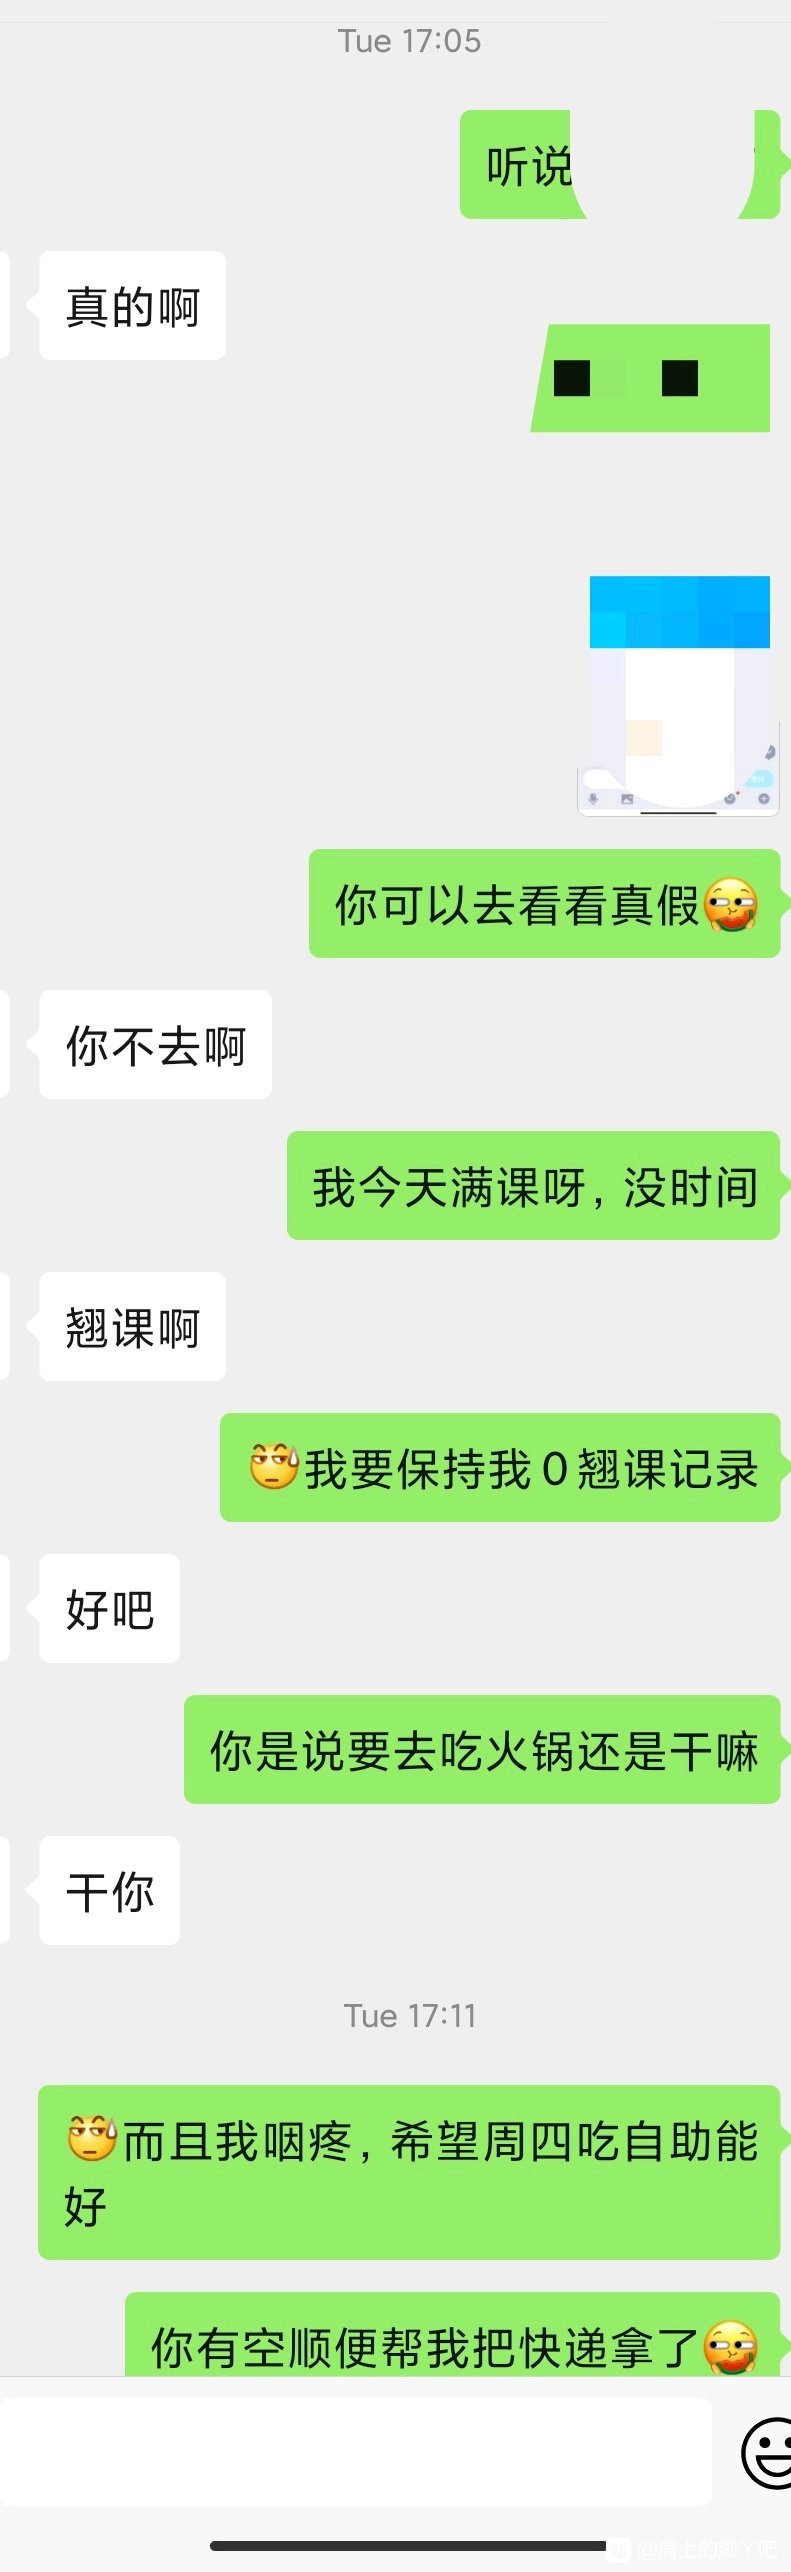 Tue 17:05
听说
真的啊
你可以去看看真假
你不去啊
我今天满课呀，没时间
翘课啊
我要保持我0翘课记录
好吧
你是说要去吃火锅还是干嘛
干你
Tue 17:11
而且我咽疼，希望周四吃自助能
好
你有空顺便帮我把快递拿了
@肩上的脚丫吧